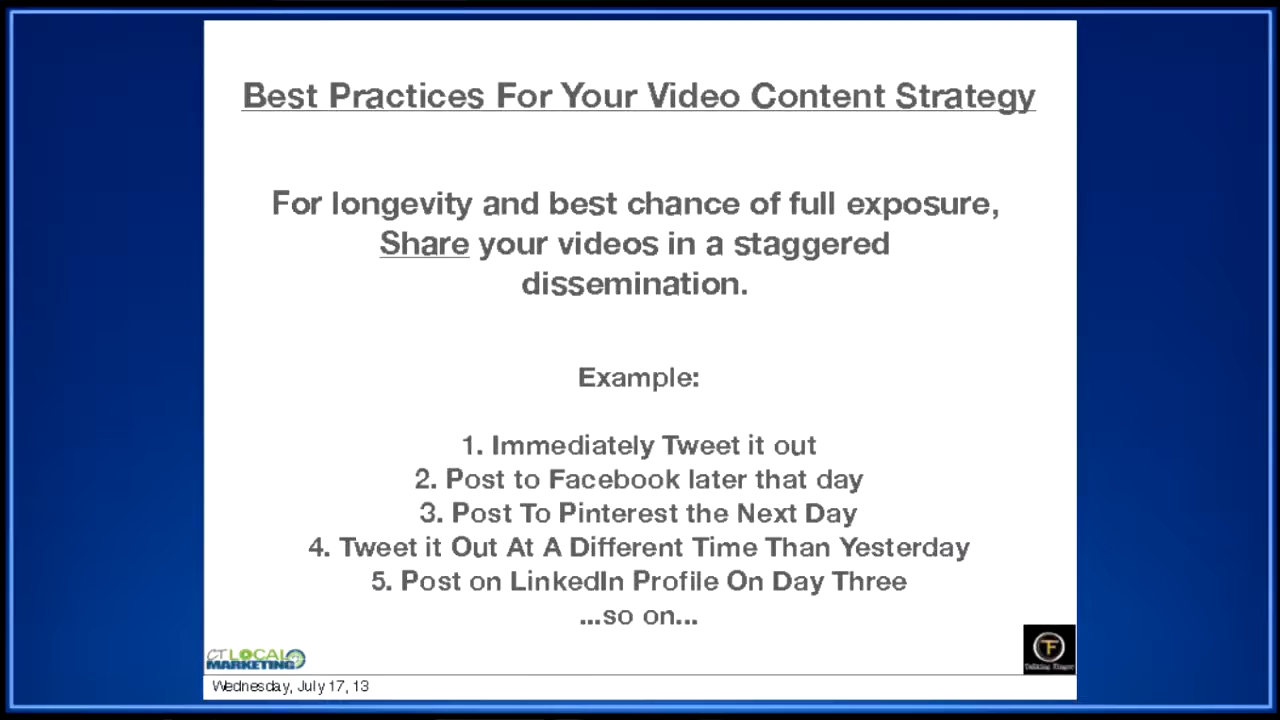 Best Practices For Your Video Content Strategy
For longevity and best chance of full exposure,
Share your videos in a staggered
dissemination.
Example:
1. Immediately Tweet it out
2. Post to Facebook later that day
3. Post To Pinterest the Next Day
4. Tweet it Out At A Different Time Than Yesterday
5. Post on LinkedIn Profile On Day Three
...so on...
CT LOCAL
MARKETING
TF
Talking Finger
Wednesday, July 17, 13